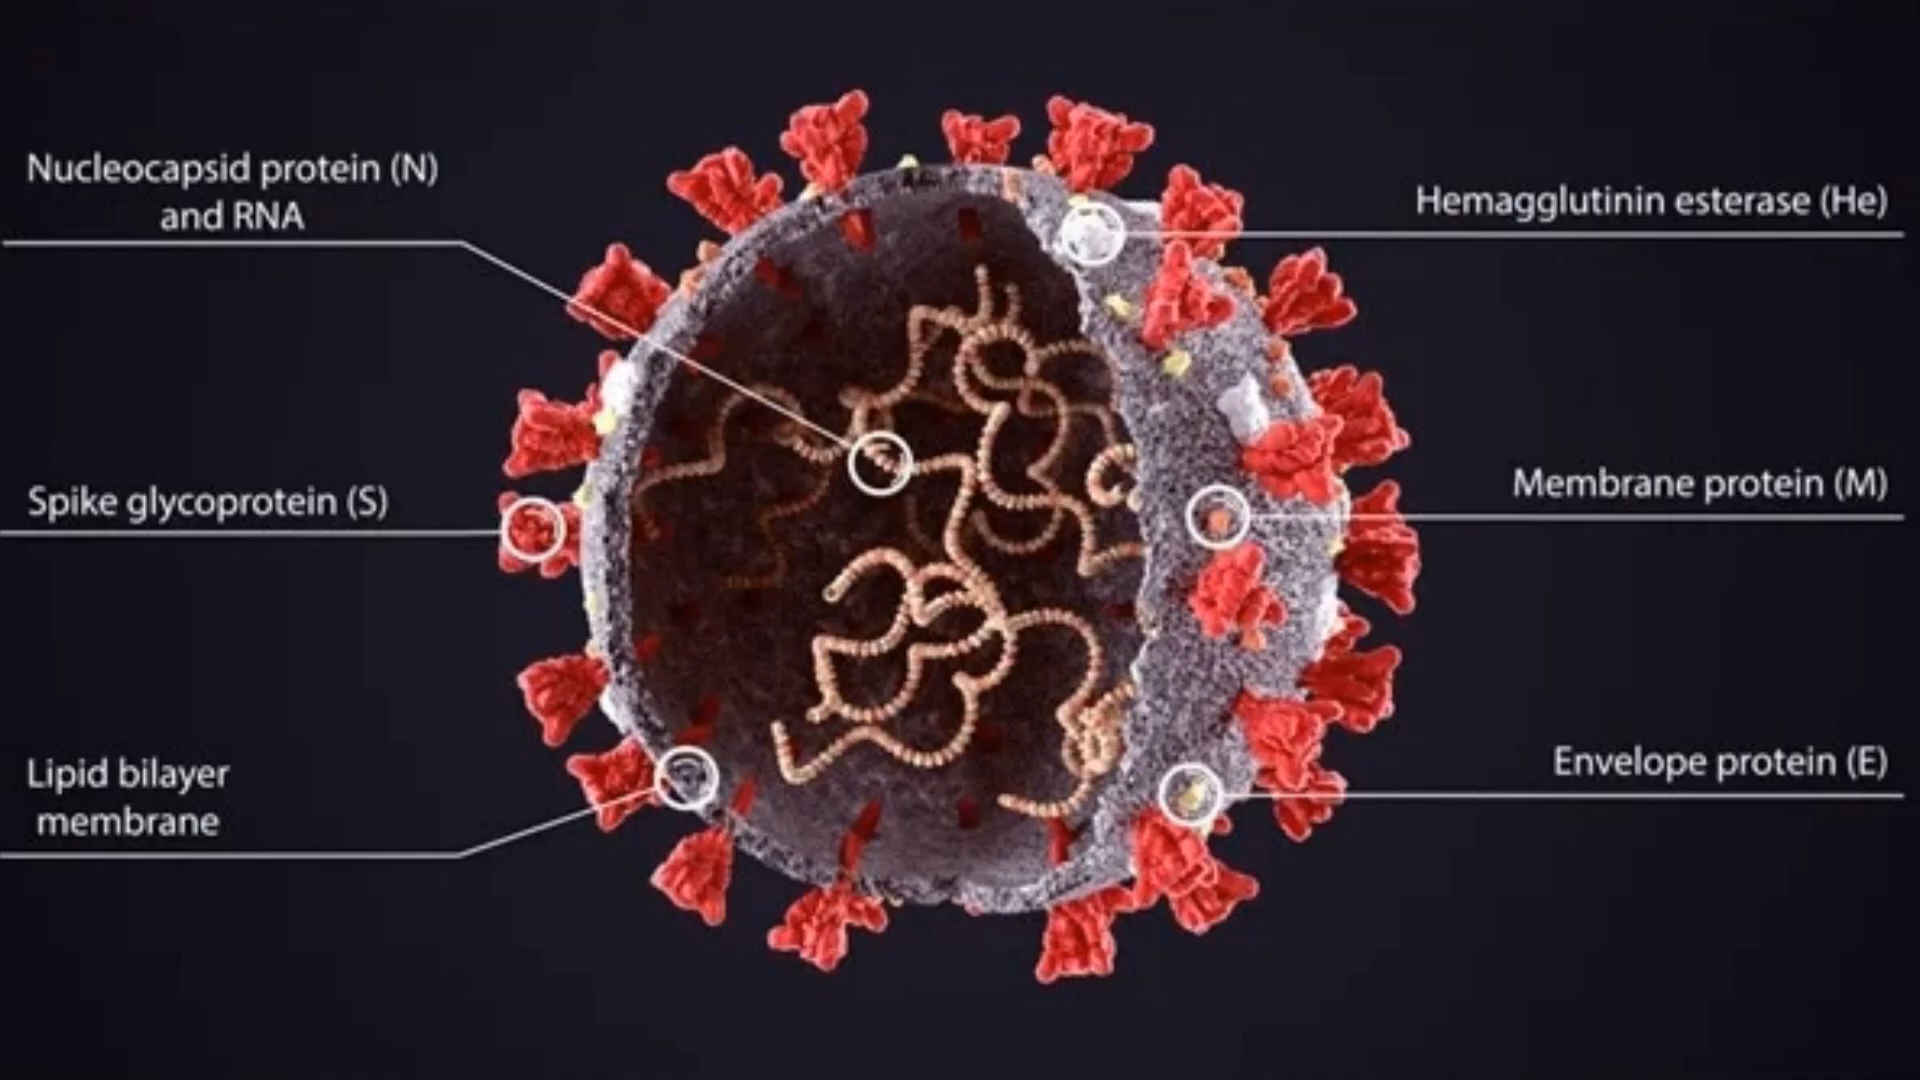 Nucleocapsid protein (N)
and RNA
Spike glycoprotein (S)
Lipid bilayer
membrane
Hemagglutinin esterase (He)
Membrane protein (M)
Envelope protein (E)